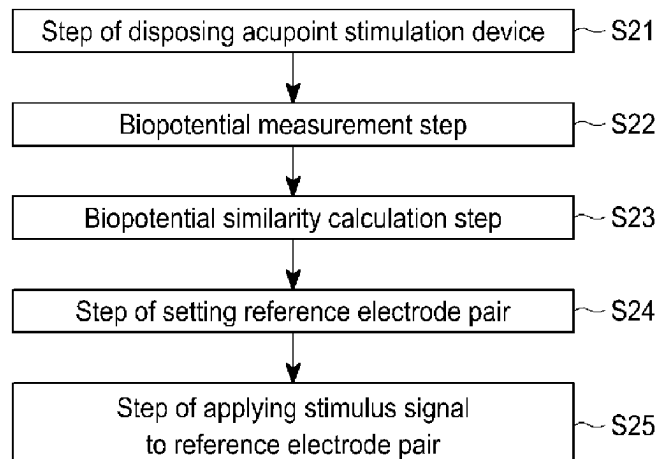 Step of disposing acupoint stimulation device
S21
Biopotential measurement step
S22
Biopotential similarity calculation step
S23
Step of setting reference electrode pair
S24
Step of applying stimulus signal
to reference electrode pair
S25